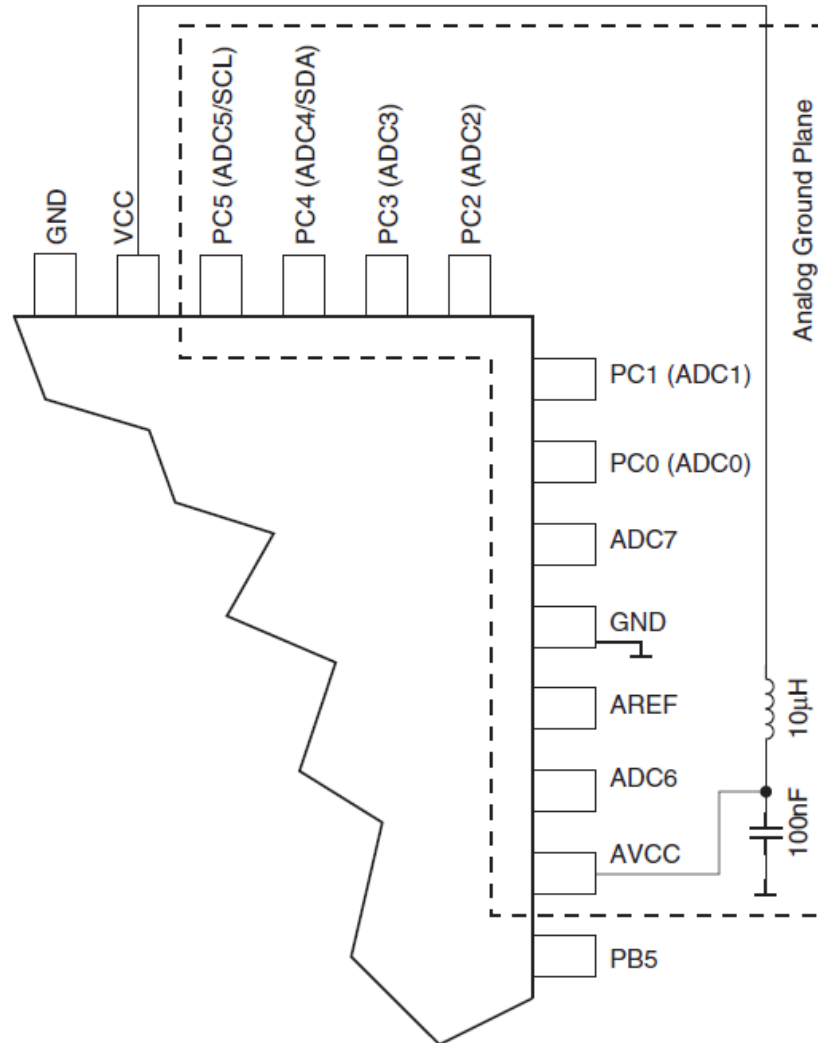 GND
VCC
PC5 (ADC5/SCL)
PC4 (ADC4/SDA)
PC3 (ADC3)
PC2 (ADC2)
Analog Ground Plane
PC1 (ADC1)
PC0 (ADC0)
ADC7
GND
AREF
ADC6
AVCC
PB5
10μH
100nF